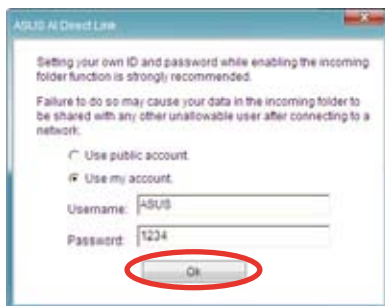 ASUS AI Direct Link
Setting your own ID and password while enabling the incoming
folder function is strongly recommended.
Failure to do so may cause your data in the incoming folder to
be shared with any other unallowable user after connecting to a
network.
Use public account.
Use my account.
Username: ASUS
Password: 1234
Ok